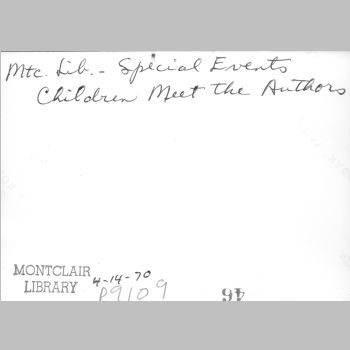 Mtc. Lib. - Special Events
Children Meet the Authors
MONTCLAIR
LIBRARY
4-14-70
P9109
46